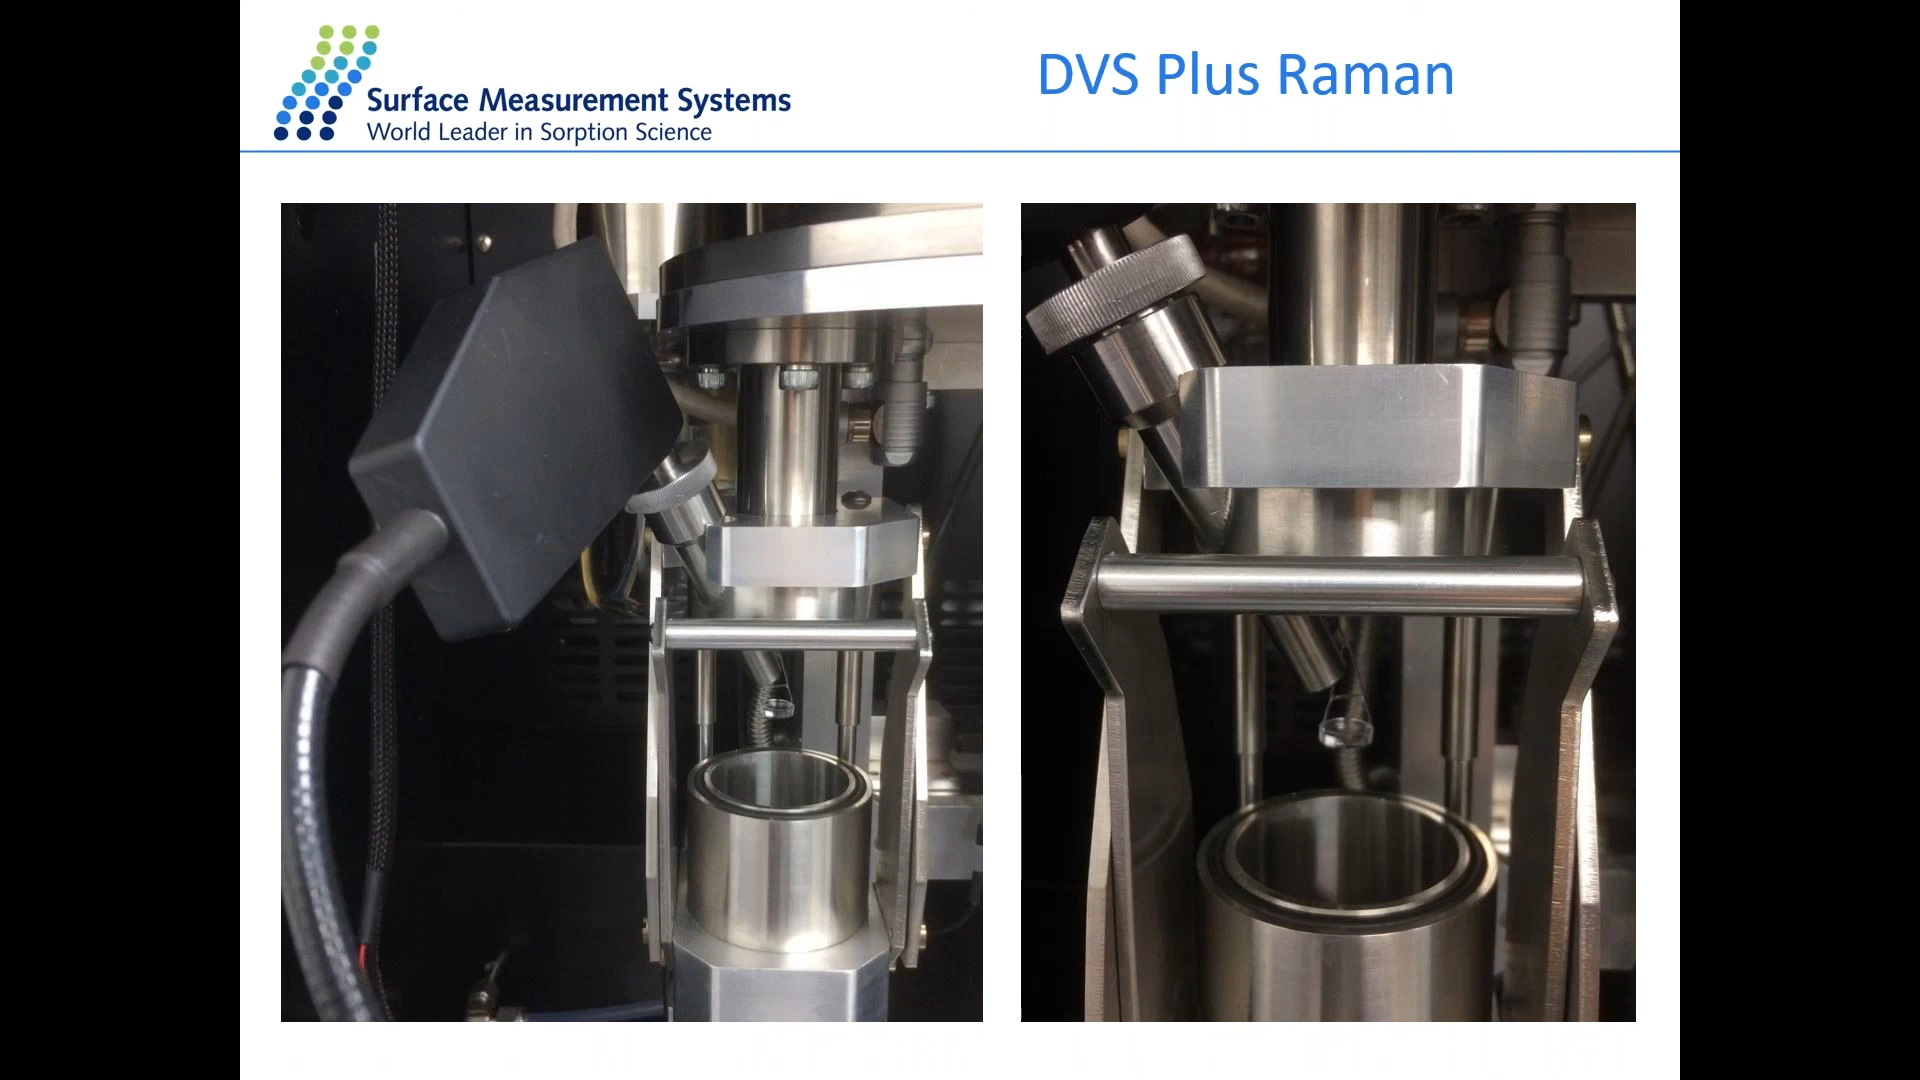 Surface Measurement Systems
World Leader in Sorption Science
DVS Plus Raman